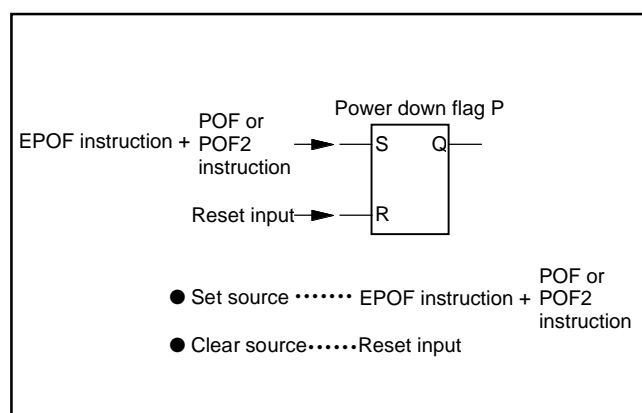 Power down flag P
EPOF instruction + POF or
POF2
instruction
S Q
Reset input
R
● Set source ······· EPOF instruction + POF or
POF2
instruction
● Clear source······Reset input